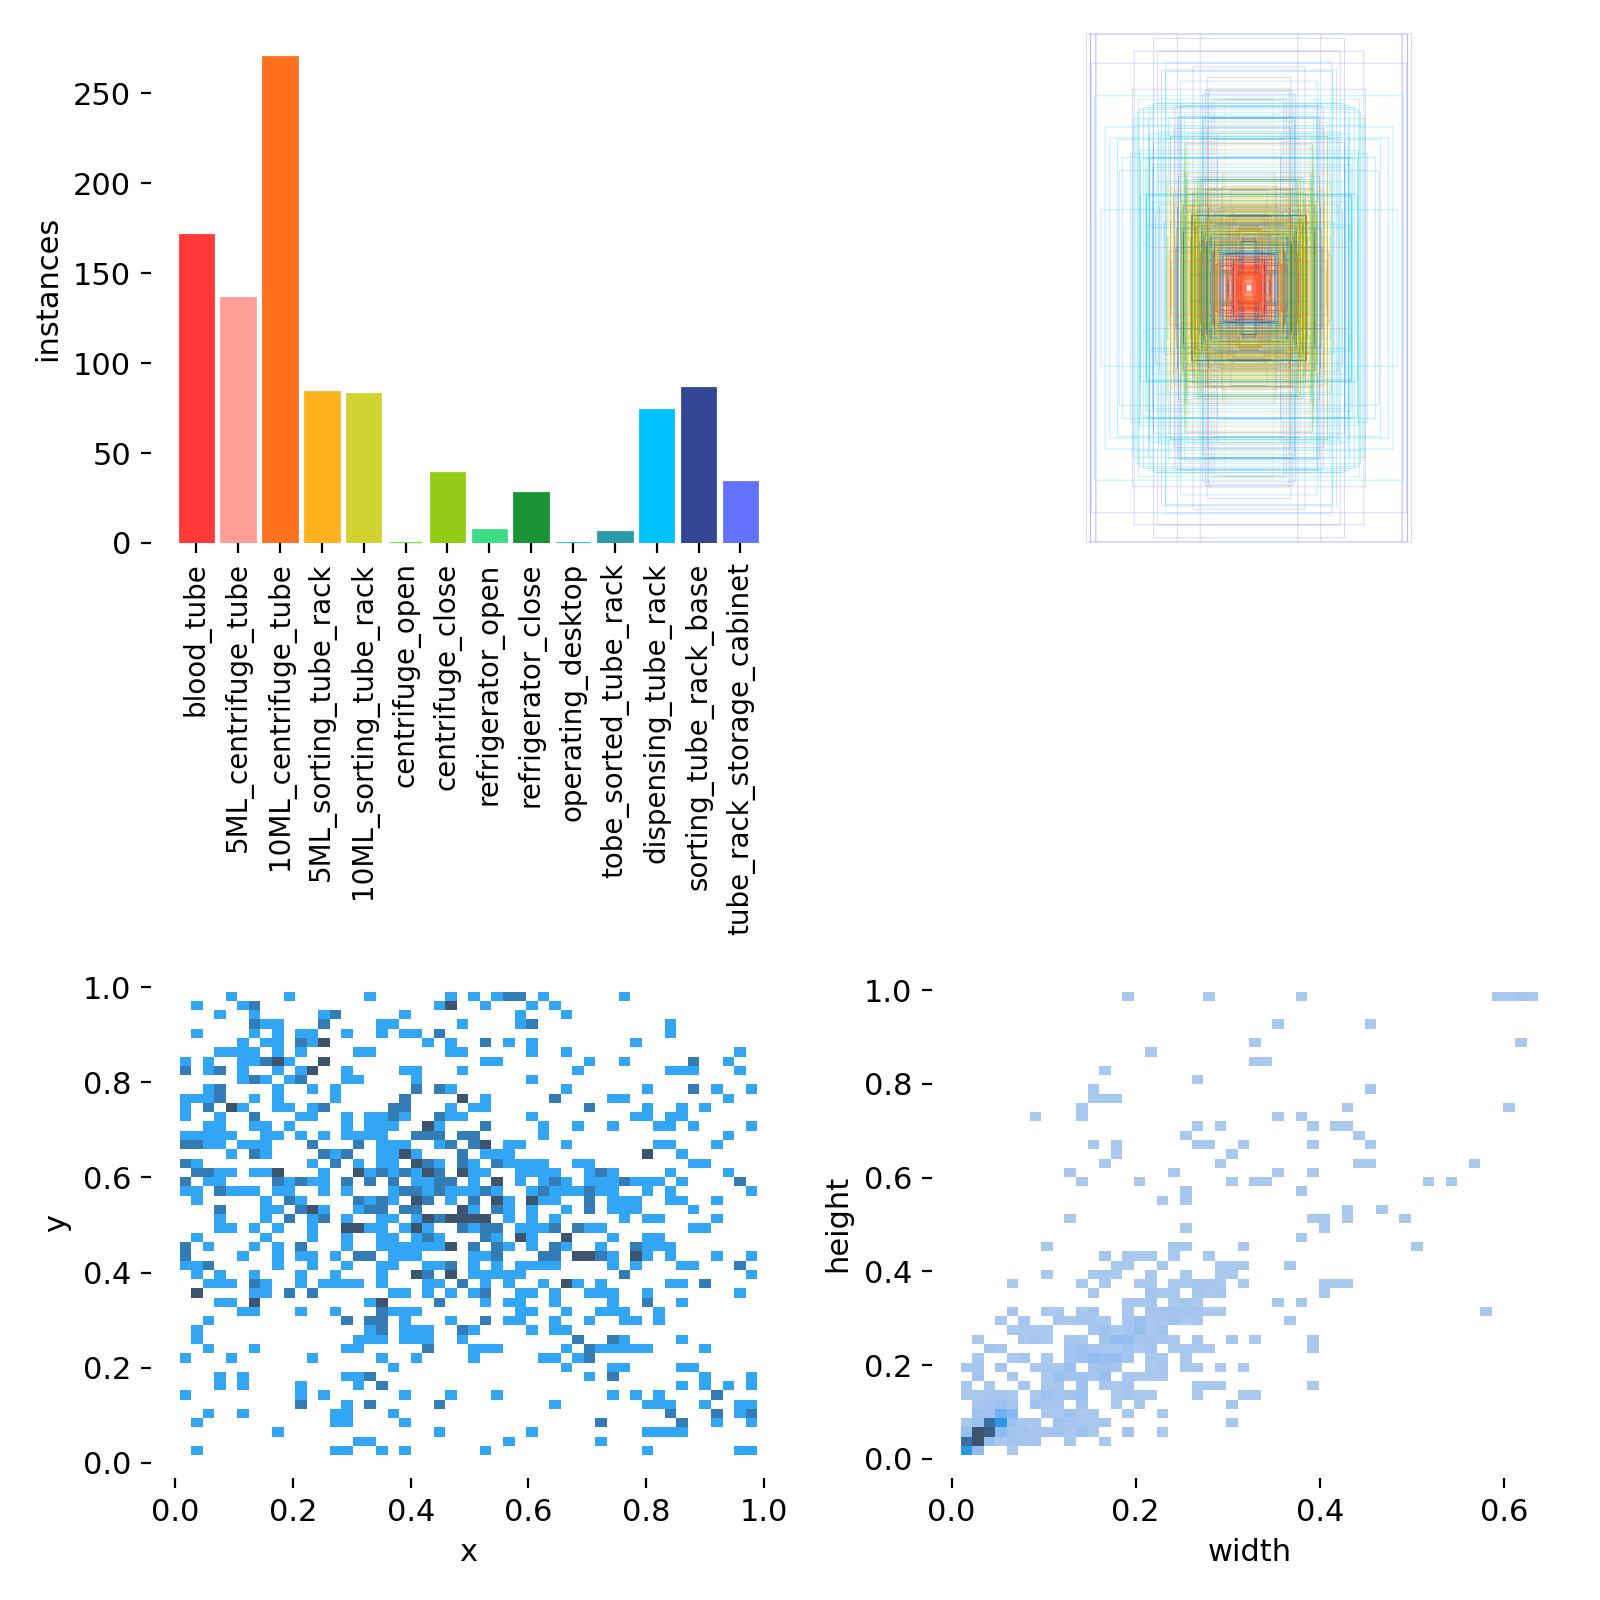 instances
250
200
150
100
50
0
blood_tube
5ML_centrifuge_tube
10ML_centrifuge_tube
5ML_sorting_tube_rack
10ML_sorting_tube_rack
centrifuge_open
centrifuge_close
refrigerator_open
refrigerator_close
operating_desktop
tobe_sorted_tube_rack
dispensing_tube_rack
sorting_tube_rack_base
tube_rack_storage_cabinet
y
1.0
0.8
0.6
0.4
0.2
0.0
0.0 0.2 0.4 0.6 0.8 1.0
x
height
1.0
0.8
0.6
0.4
0.2
0.0
0.0 0.2 0.4 0.6
width